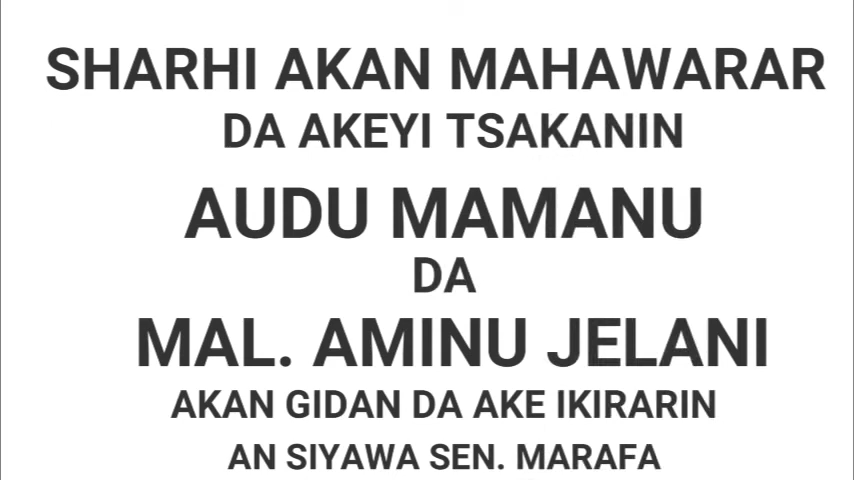 SHARHI AKAN MAHAWARAR
DA AKEYI TSAKANIN
AUDU MAMANU
DA
MAL. AMINU JELANI
AKAN GIDAN DA AKE IKIRARIN
AN SIYAWA SEN. MARAFA